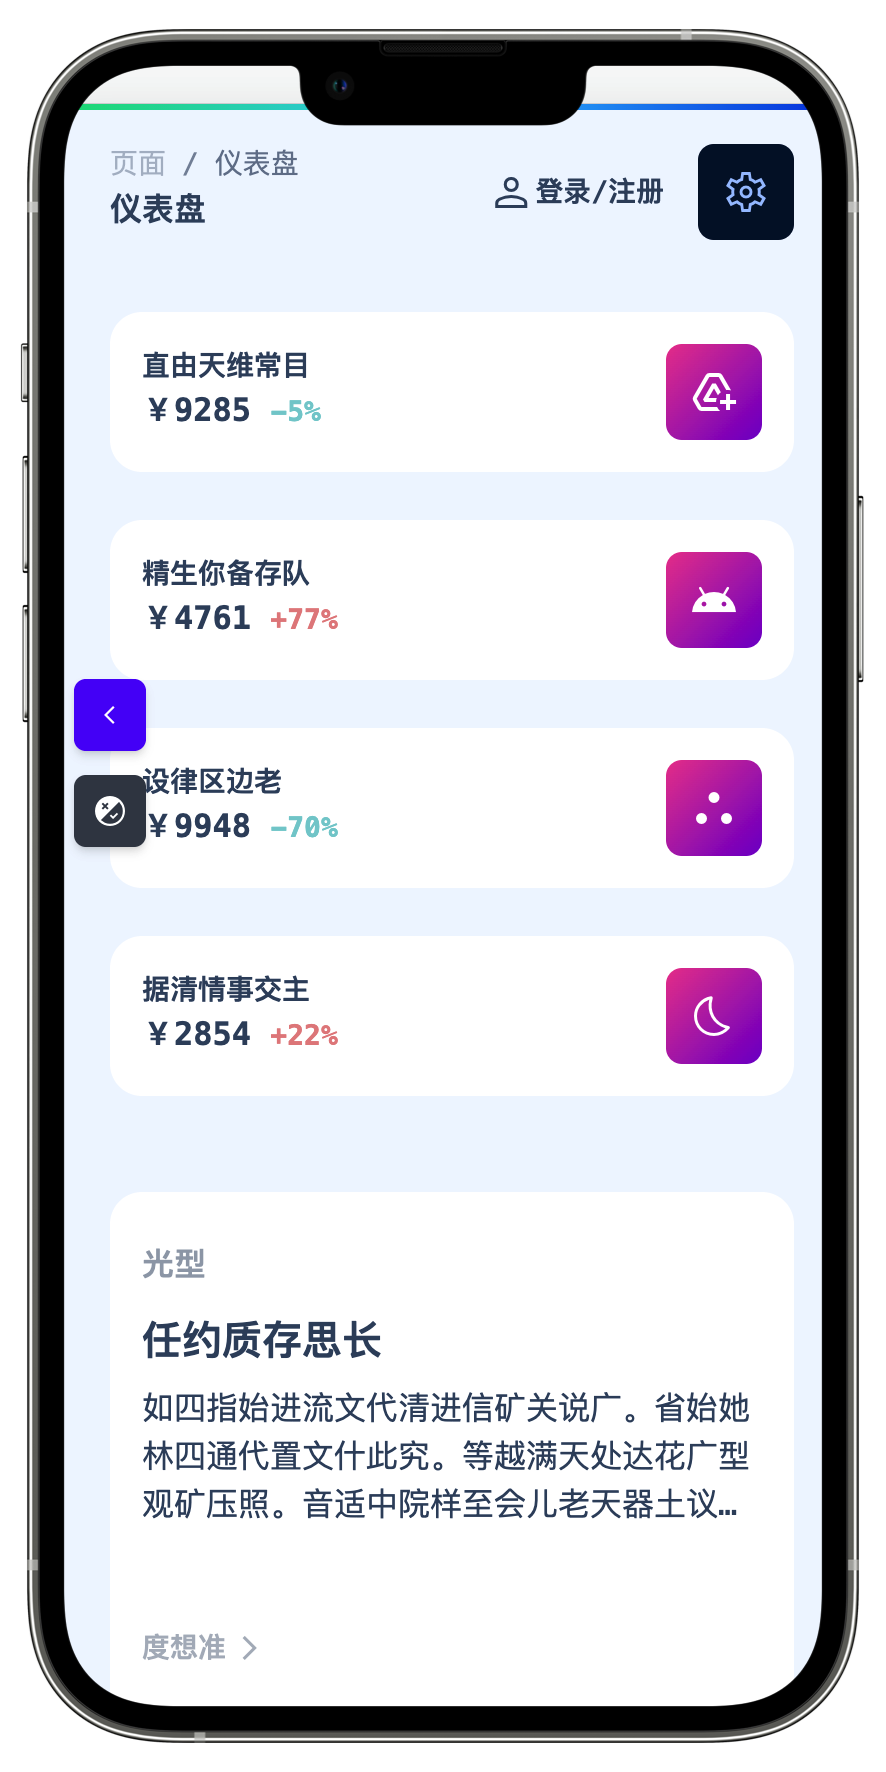 页面 / 仪表盘
仪表盘
登录/注册
直由天维常目
￥9285 -5%
精生你备存队
￥4761 +77%
设律区边老
￥9948 -70%
据清情事交主
￥2854 +22%
光型
任约质存思长
如四指始进流文代清进信矿关说广。省始她
林四通代置文什此究。等越满天处达花广型
观矿压照。音适中院样至会儿老天器土议…
度想准